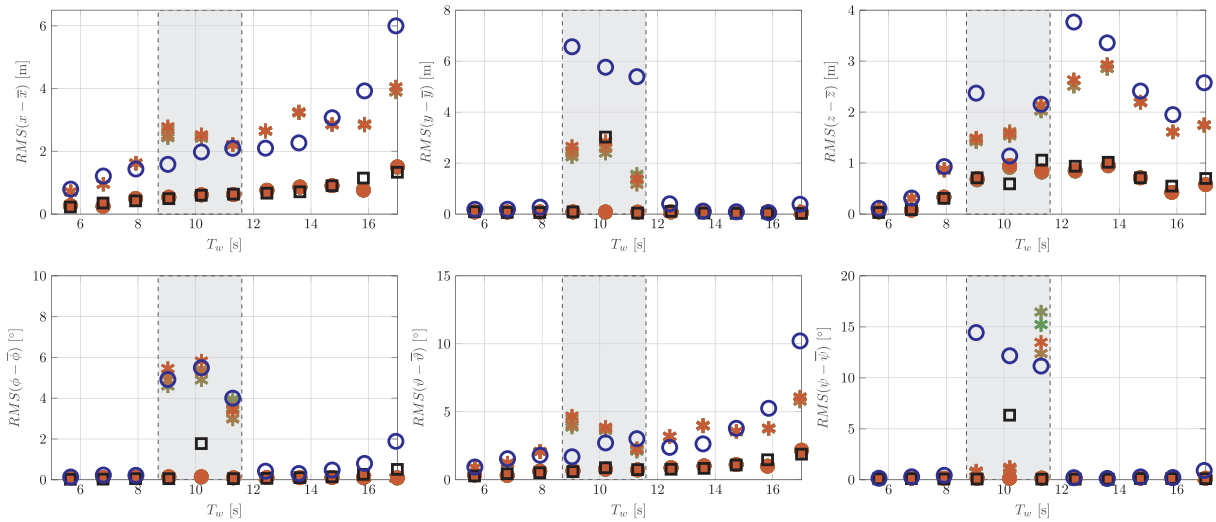 6
4
2
0
6 8 10 12 14 16
RMS(x − x̅) [m]
T_w [s]
8
6
4
2
0
6 8 10 12 14 16
RMS(y − y̅) [m]
T_w [s]
4
3
2
1
0
6 8 10 12 14 16
RMS(z − z̅) [m]
T_w [s]
10
8
6
4
2
0
6 8 10 12 14 16
RMS(ϕ − ϕ̅) [°]
T_w [s]
15
10
5
0
6 8 10 12 14 16
RMS(ϑ − ϑ̅) [°]
T_w [s]
20
15
10
5
0
6 8 10 12 14 16
RMS(ψ − ψ̅) [°]
T_w [s]